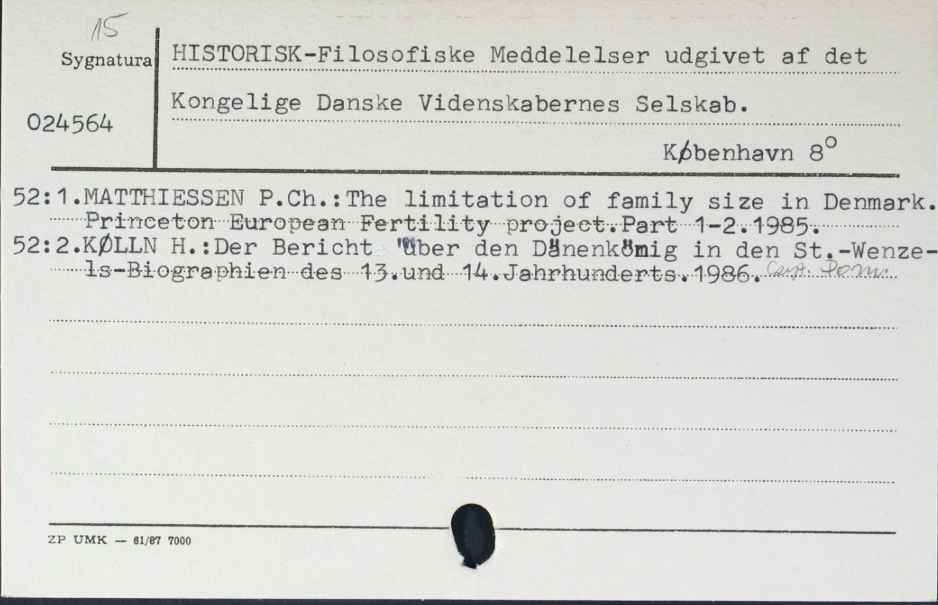 15
Sygnatura
HISTORISK-Filosofiske Meddelelser udgivet af det
Kongelige Danske Videnskabernes Selskab.
024564
København 8°
52:1.MATTHIESSEN P.Ch.:The limitation of family size in Denmark.
Princeton European Fertility project.Part 1-2.1985.
52:2.KØLLN H.:Der Bericht über den Dänenkömig in den St.-Wenze-
ls-Biographien des 13.und 14.Jahrhunderts.1986.
ZP UMK — 61/87 7000